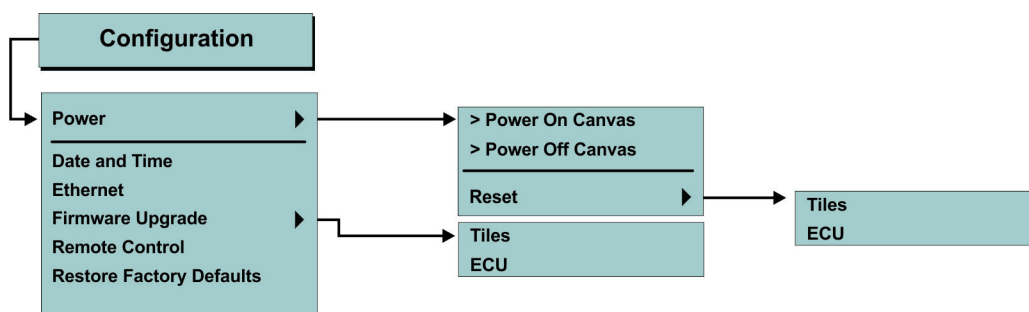 Configuration
Power
Date and Time
Ethernet
Firmware Upgrade
Remote Control
Restore Factory Defaults
> Power On Canvas
> Power Off Canvas
Reset
Tiles
ECU
Tiles
ECU